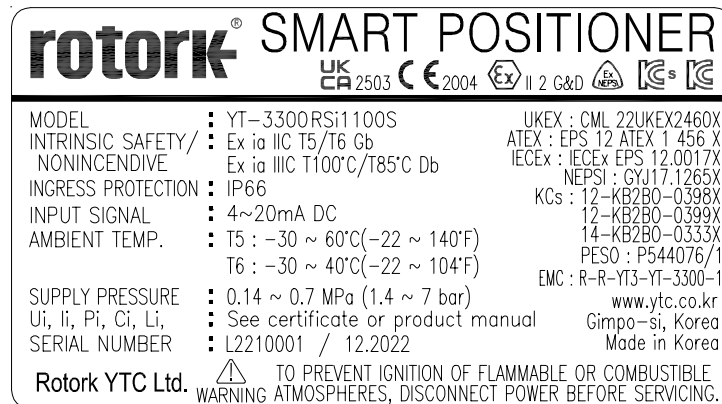 rotork® SMART POSITIONER
UK CA 2503 CE 2004 Ex II 2 G&D Ex NEPSI KCs KC
MODEL : YT-3300RSi1100S
INTRINSIC SAFETY/ : Ex ia IIC T5/T6 Gb
NONINCENDIVE Ex ia IIIC T100°C/T85°C Db
INGRESS PROTECTION : IP66
INPUT SIGNAL : 4~20mA DC
AMBIENT TEMP. : T5 : -30 ~ 60°C(-22 ~ 140°F)
T6 : -30 ~ 40°C(-22 ~ 104°F)
SUPPLY PRESSURE : 0.14 ~ 0.7 MPa (1.4 ~ 7 bar)
Ui, Ii, Pi, Ci, Li, : See certificate or product manual
SERIAL NUMBER : L2210001 / 12.2022
UKEX : CML 22UKEX2460X
ATEX : EPS 12 ATEX 1 456 X
IECEx : IECEx EPS 12.0017X
NEPSI : GYJ17.1265X
KCs : 12-KB2BO-0398X
12-KB2BO-0399X
14-KB2BO-0333X
PESO : P544076/1
EMC : R-R-YT3-YT-3300-1
www.ytc.co.kr
Gimpo-si, Korea
Made in Korea
Rotork YTC Ltd.
WARNING TO PREVENT IGNITION OF FLAMMABLE OR COMBUSTIBLE
ATMOSPHERES, DISCONNECT POWER BEFORE SERVICING.